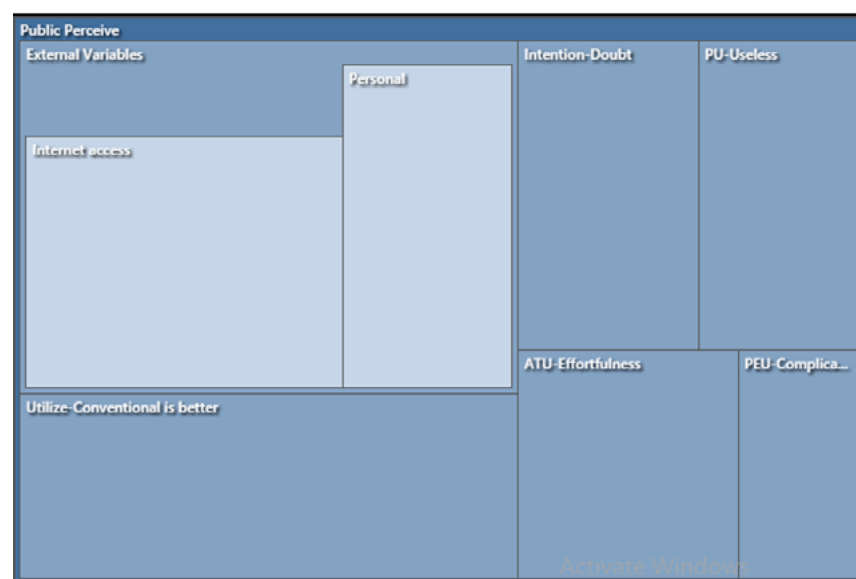 Public Perceive
External Variables
Intention-Doubt
PU-Useless
Personal
Internet access
ATU-Effortfulness
PEU-Complica...
Utilize-Conventional is better
Activate Windows